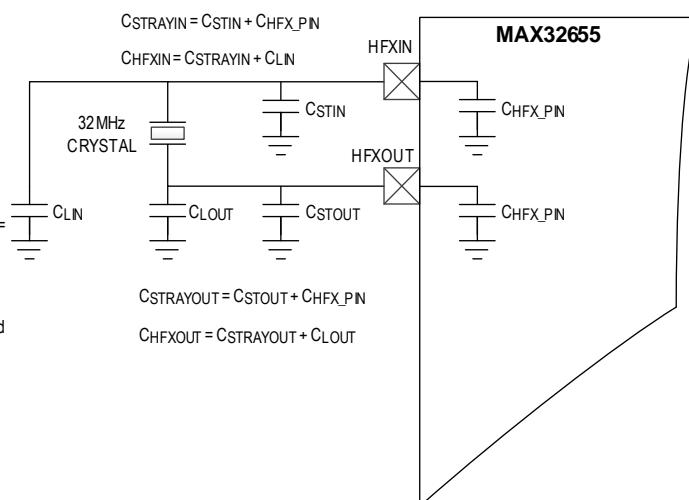 CSTRAYIN = CSTIN + CHFX_PIN
MAX32655
HFXIN
CHFXIN = CSTRAYIN + CLIN
32MHz
CRYSTAL
CSTIN
CHFX_PIN
HFXOUT
=
CLIN
CLOUT
CSTOUT
CHFX_PIN
CSTRAYOUT = CSTOUT + CHFX_PIN
d
CHFXOUT = CSTRAYOUT + CLOUT